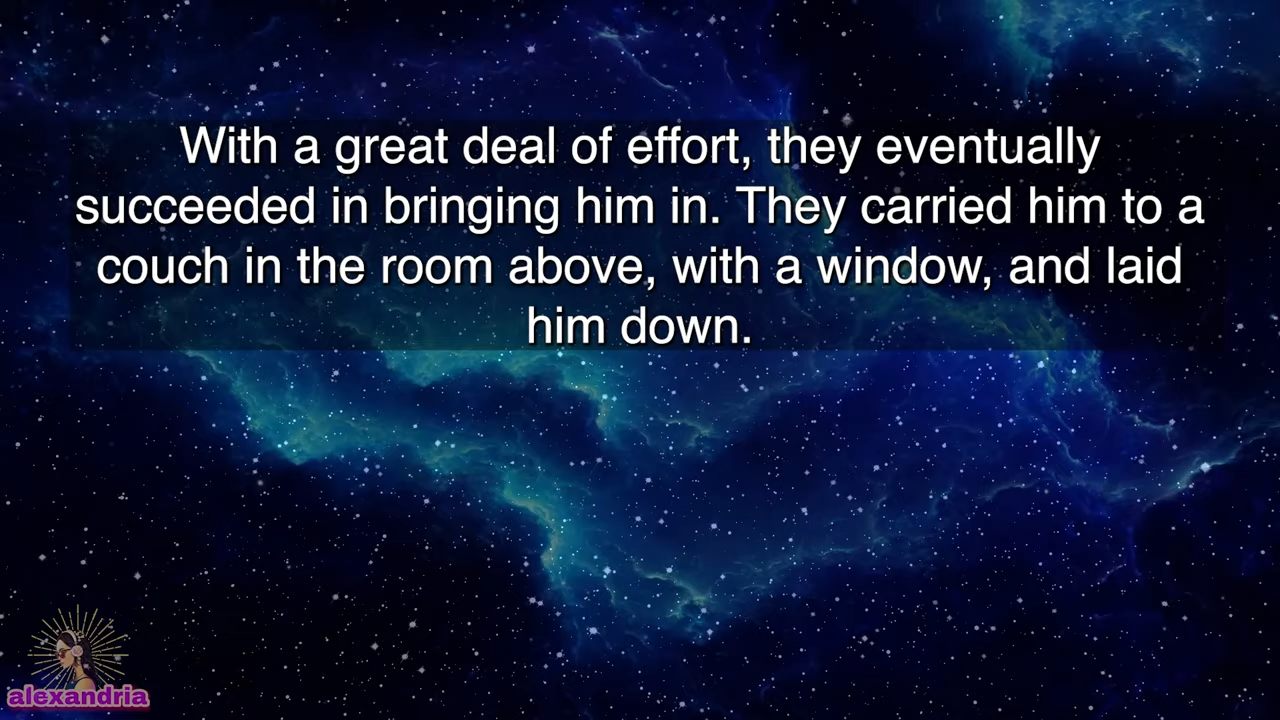 With a great deal of effort, they eventually
succeeded in bringing him in. They carried him to a
couch in the room above, with a window, and laid
him down.
alexandria